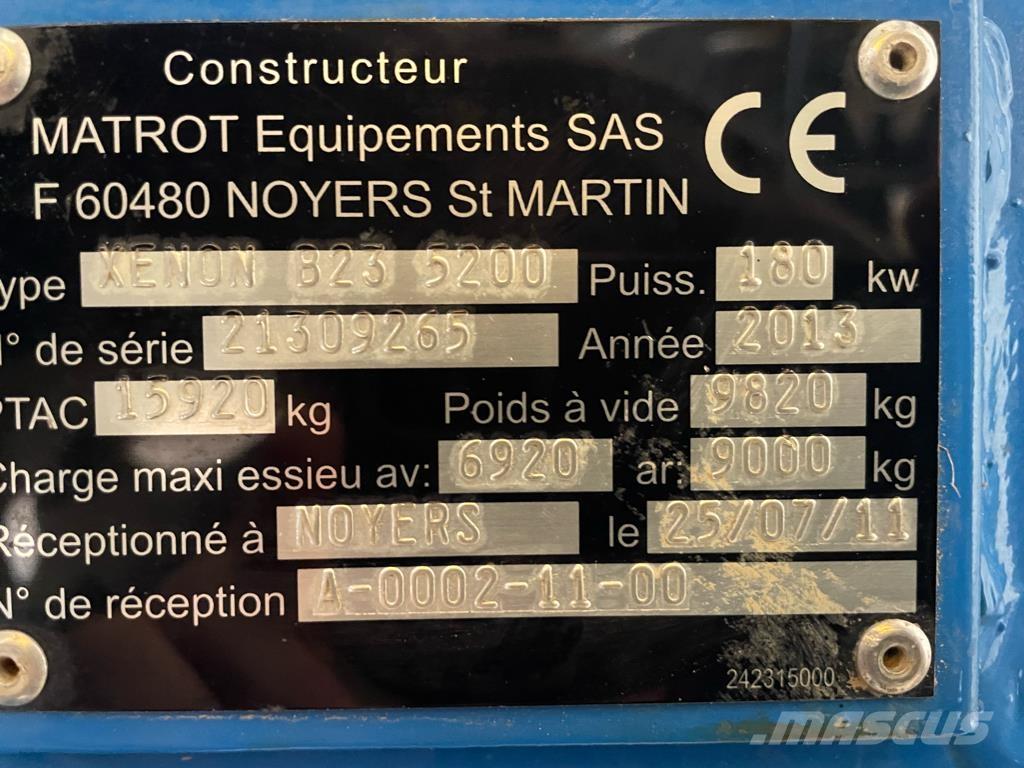 Constructeur
MATROT Equipements SAS CE
F 60480 NOYERS St MARTIN
ype XENON B23 5200 Puiss. 180 kw
N° de série 21309265 Année 2013
PTAC 15920 kg Poids à vide 9820 kg
Charge maxi essieu av: 6920 ar: 9000 kg
Réceptionné à NOYERS le 25/07/11
N° de réception A-0002-11-00
242315000
MASCUS